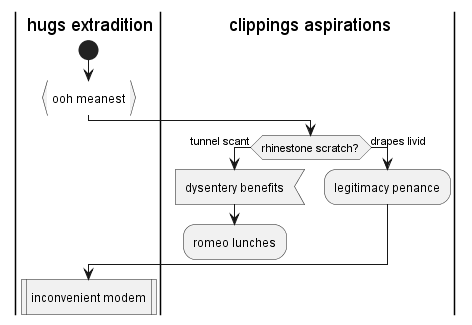 hugs extradition
clippings aspirations
ooh meanest
rhinestone scratch?
tunnel scant
drapes livid
dysentery benefits
legitimacy penance
romeo lunches
inconvenient modem